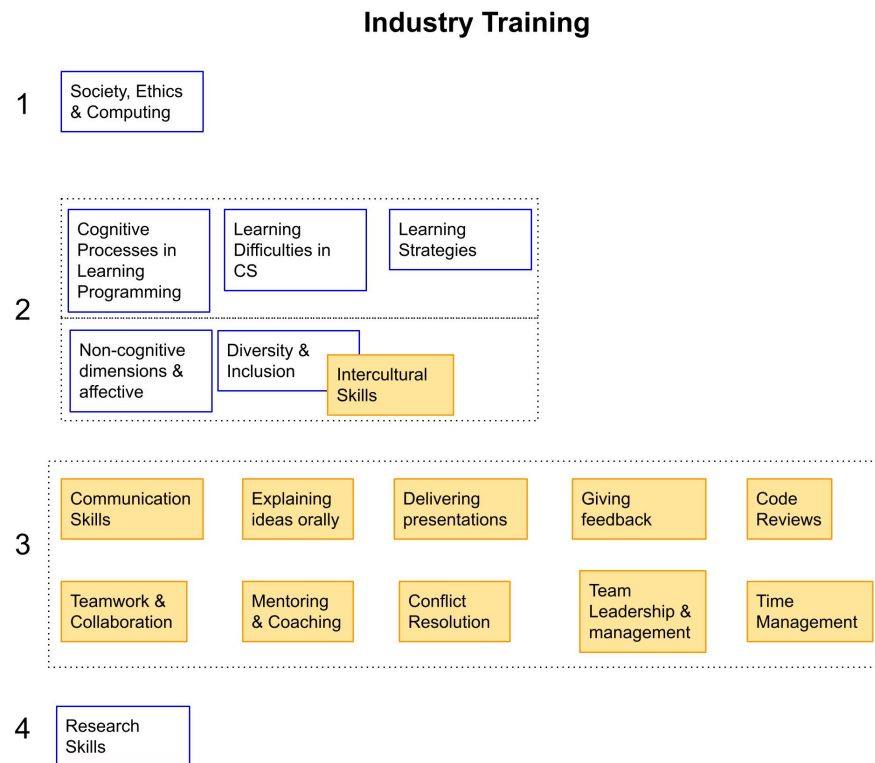 Industry Training
1
Society, Ethics
& Computing
2
Cognitive
Processes in
Learning
Programming
Learning
Difficulties in
CS
Learning
Strategies
Non-cognitive
dimensions &
affective
Diversity &
Inclusion
Intercultural
Skills
3
Communication
Skills
Explaining
ideas orally
Delivering
presentations
Giving
feedback
Code
Reviews
Teamwork &
Collaboration
Mentoring
& Coaching
Conflict
Resolution
Team
Leadership &
management
Time
Management
4
Research
Skills